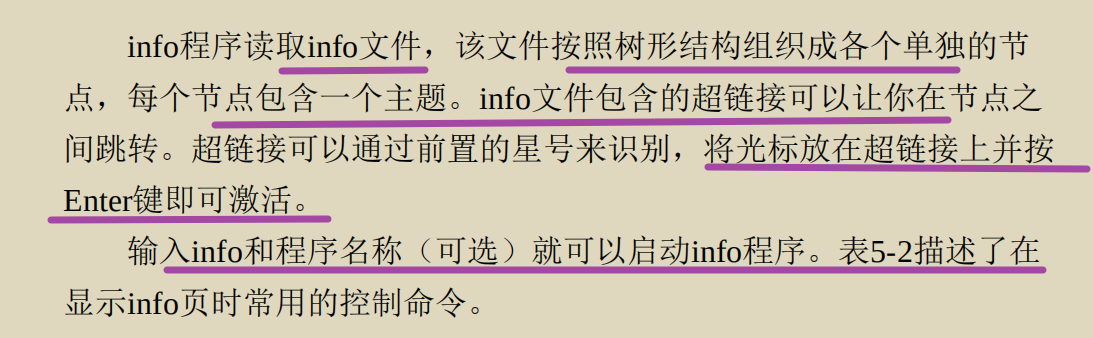 info程序读取info文件，该文件按照树形结构组织成各个单独的节
点，每个节点包含一个主题。info文件包含的超链接可以让你在节点之
间跳转。超链接可以通过前置的星号来识别，将光标放在超链接上并按
Enter键即可激活。
输入info和程序名称（可选）就可以启动info程序。表5-2描述了在
显示info页时常用的控制命令。